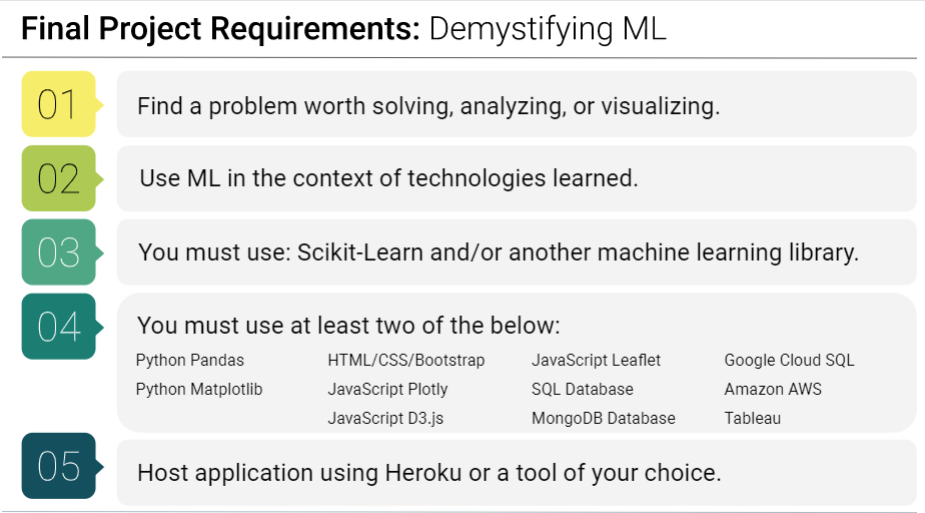 Final Project Requirements: Demystifying ML
01
Find a problem worth solving, analyzing, or visualizing.
02
Use ML in the context of technologies learned.
03
You must use: Scikit-Learn and/or another machine learning library.
04
You must use at least two of the below:
Python Pandas HTML/CSS/Bootstrap JavaScript Leaflet Google Cloud SQL
Python Matplotlib JavaScript Plotly SQL Database Amazon AWS
JavaScript D3.js MongoDB Database Tableau
05
Host application using Heroku or a tool of your choice.